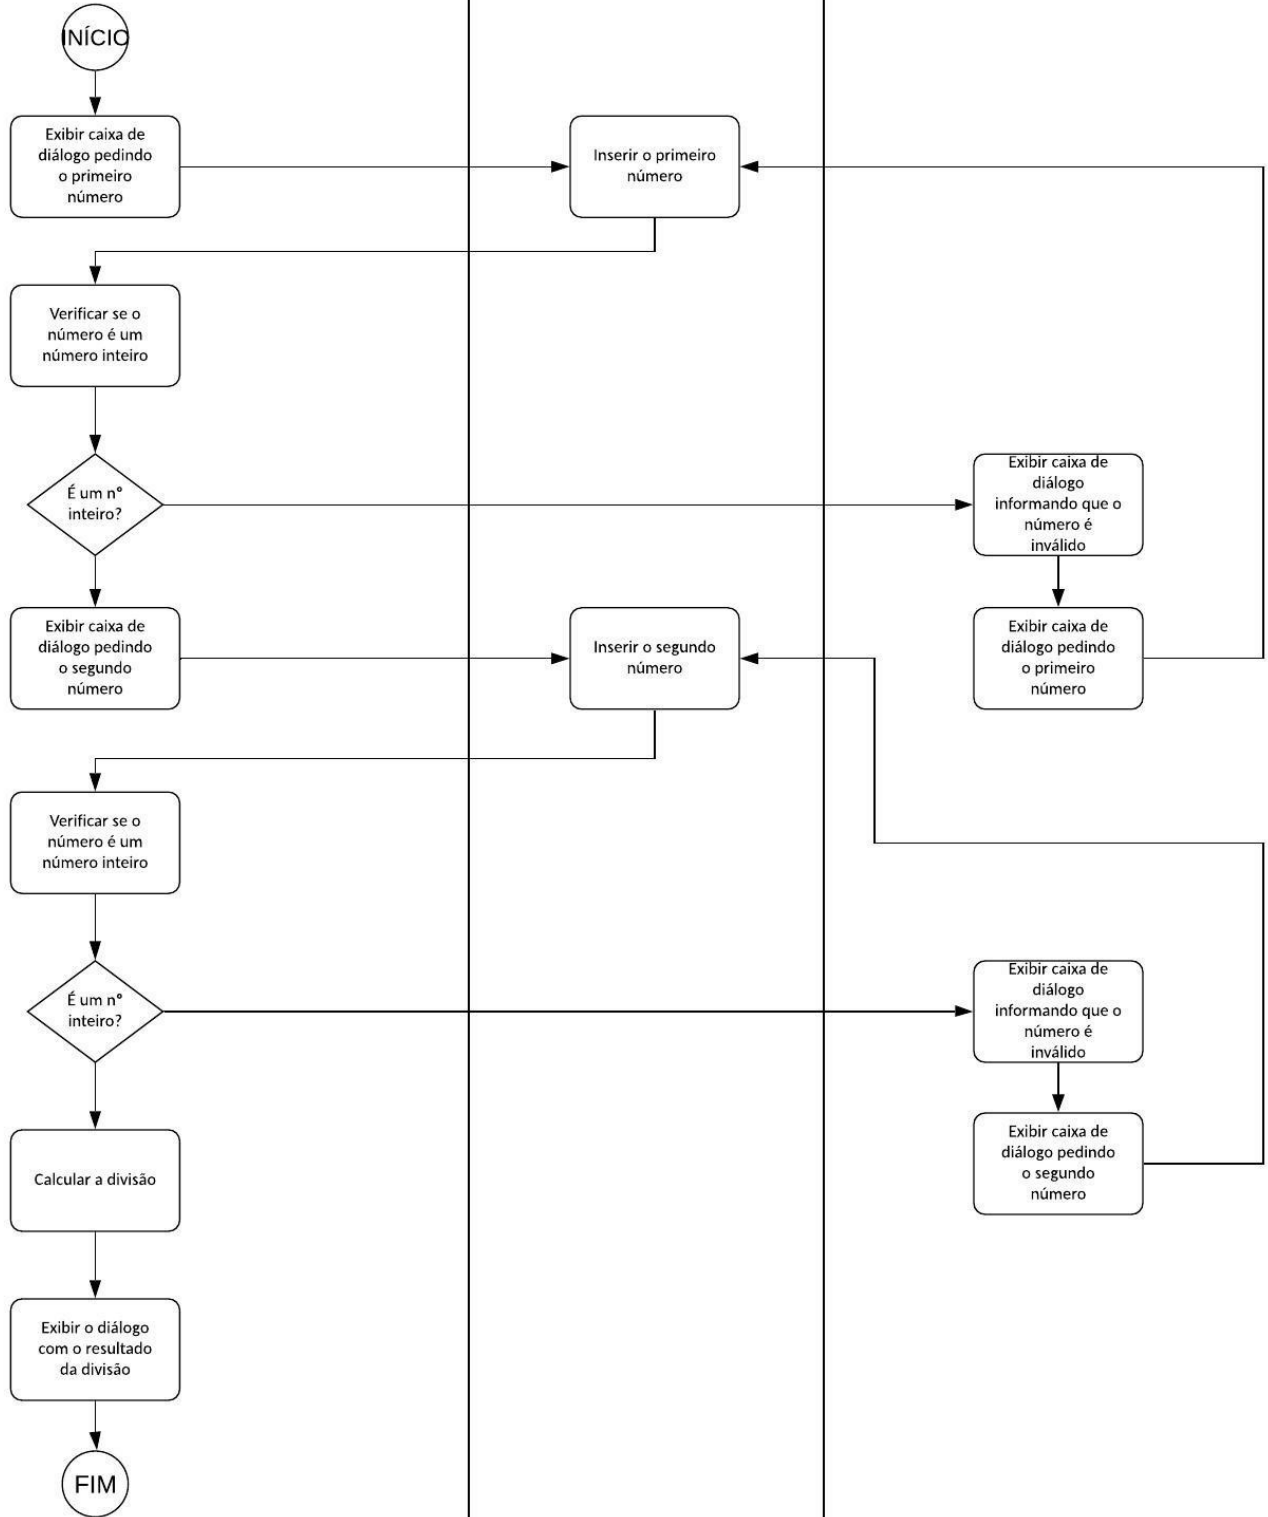 INÍCIO
Exibir caixa de
diálogo pedindo
o primeiro
número
Inserir o primeiro
número
Verificar se o
número é um
número inteiro
É um nº
inteiro?
Exibir caixa de
diálogo
informando que o
número é
inválido
Exibir caixa de
diálogo pedindo
o segundo
número
Inserir o segundo
número
Exibir caixa de
diálogo pedindo
o primeiro
número
Verificar se o
número é um
número inteiro
É um nº
inteiro?
Exibir caixa de
diálogo
informando que o
número é
inválido
Calcular a divisão
Exibir caixa de
diálogo pedindo
o segundo
número
Exibir o diálogo
com o resultado
da divisão
FIM